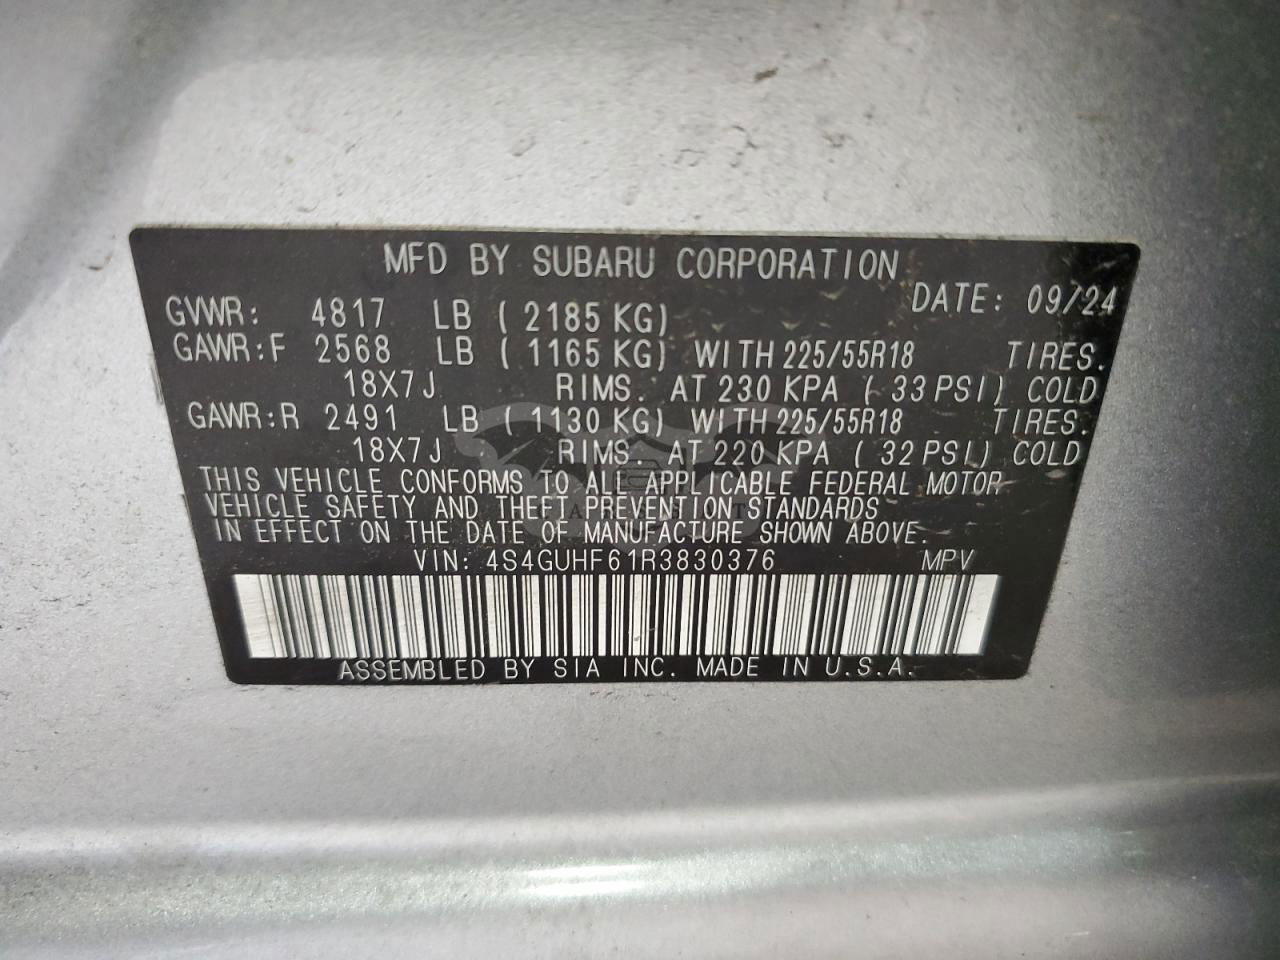 MFD BY SUBARU CORPORATION
DATE: 09/24
GVWR: 4817 LB ( 2185 KG)
GAWR:F 2568 LB ( 1165 KG) WITH 225/55R18 TIRES.
18X7J RIMS. AT 230 KPA ( 33 PSI) COLD
GAWR:R 2491 LB ( 1130 KG) WITH 225/55R18 TIRES.
18X7J RIMS. AT 220 KPA ( 32 PSI) COLD
THIS VEHICLE CONFORMS TO ALL APPLICABLE FEDERAL MOTOR
VEHICLE SAFETY AND THEFT PREVENTION STANDARDS
IN EFFECT ON THE DATE OF MANUFACTURE SHOWN ABOVE.
VIN: 4S4GUHF61R3830376 MPV
ASSEMBLED BY SIA INC. MADE IN U.S.A.